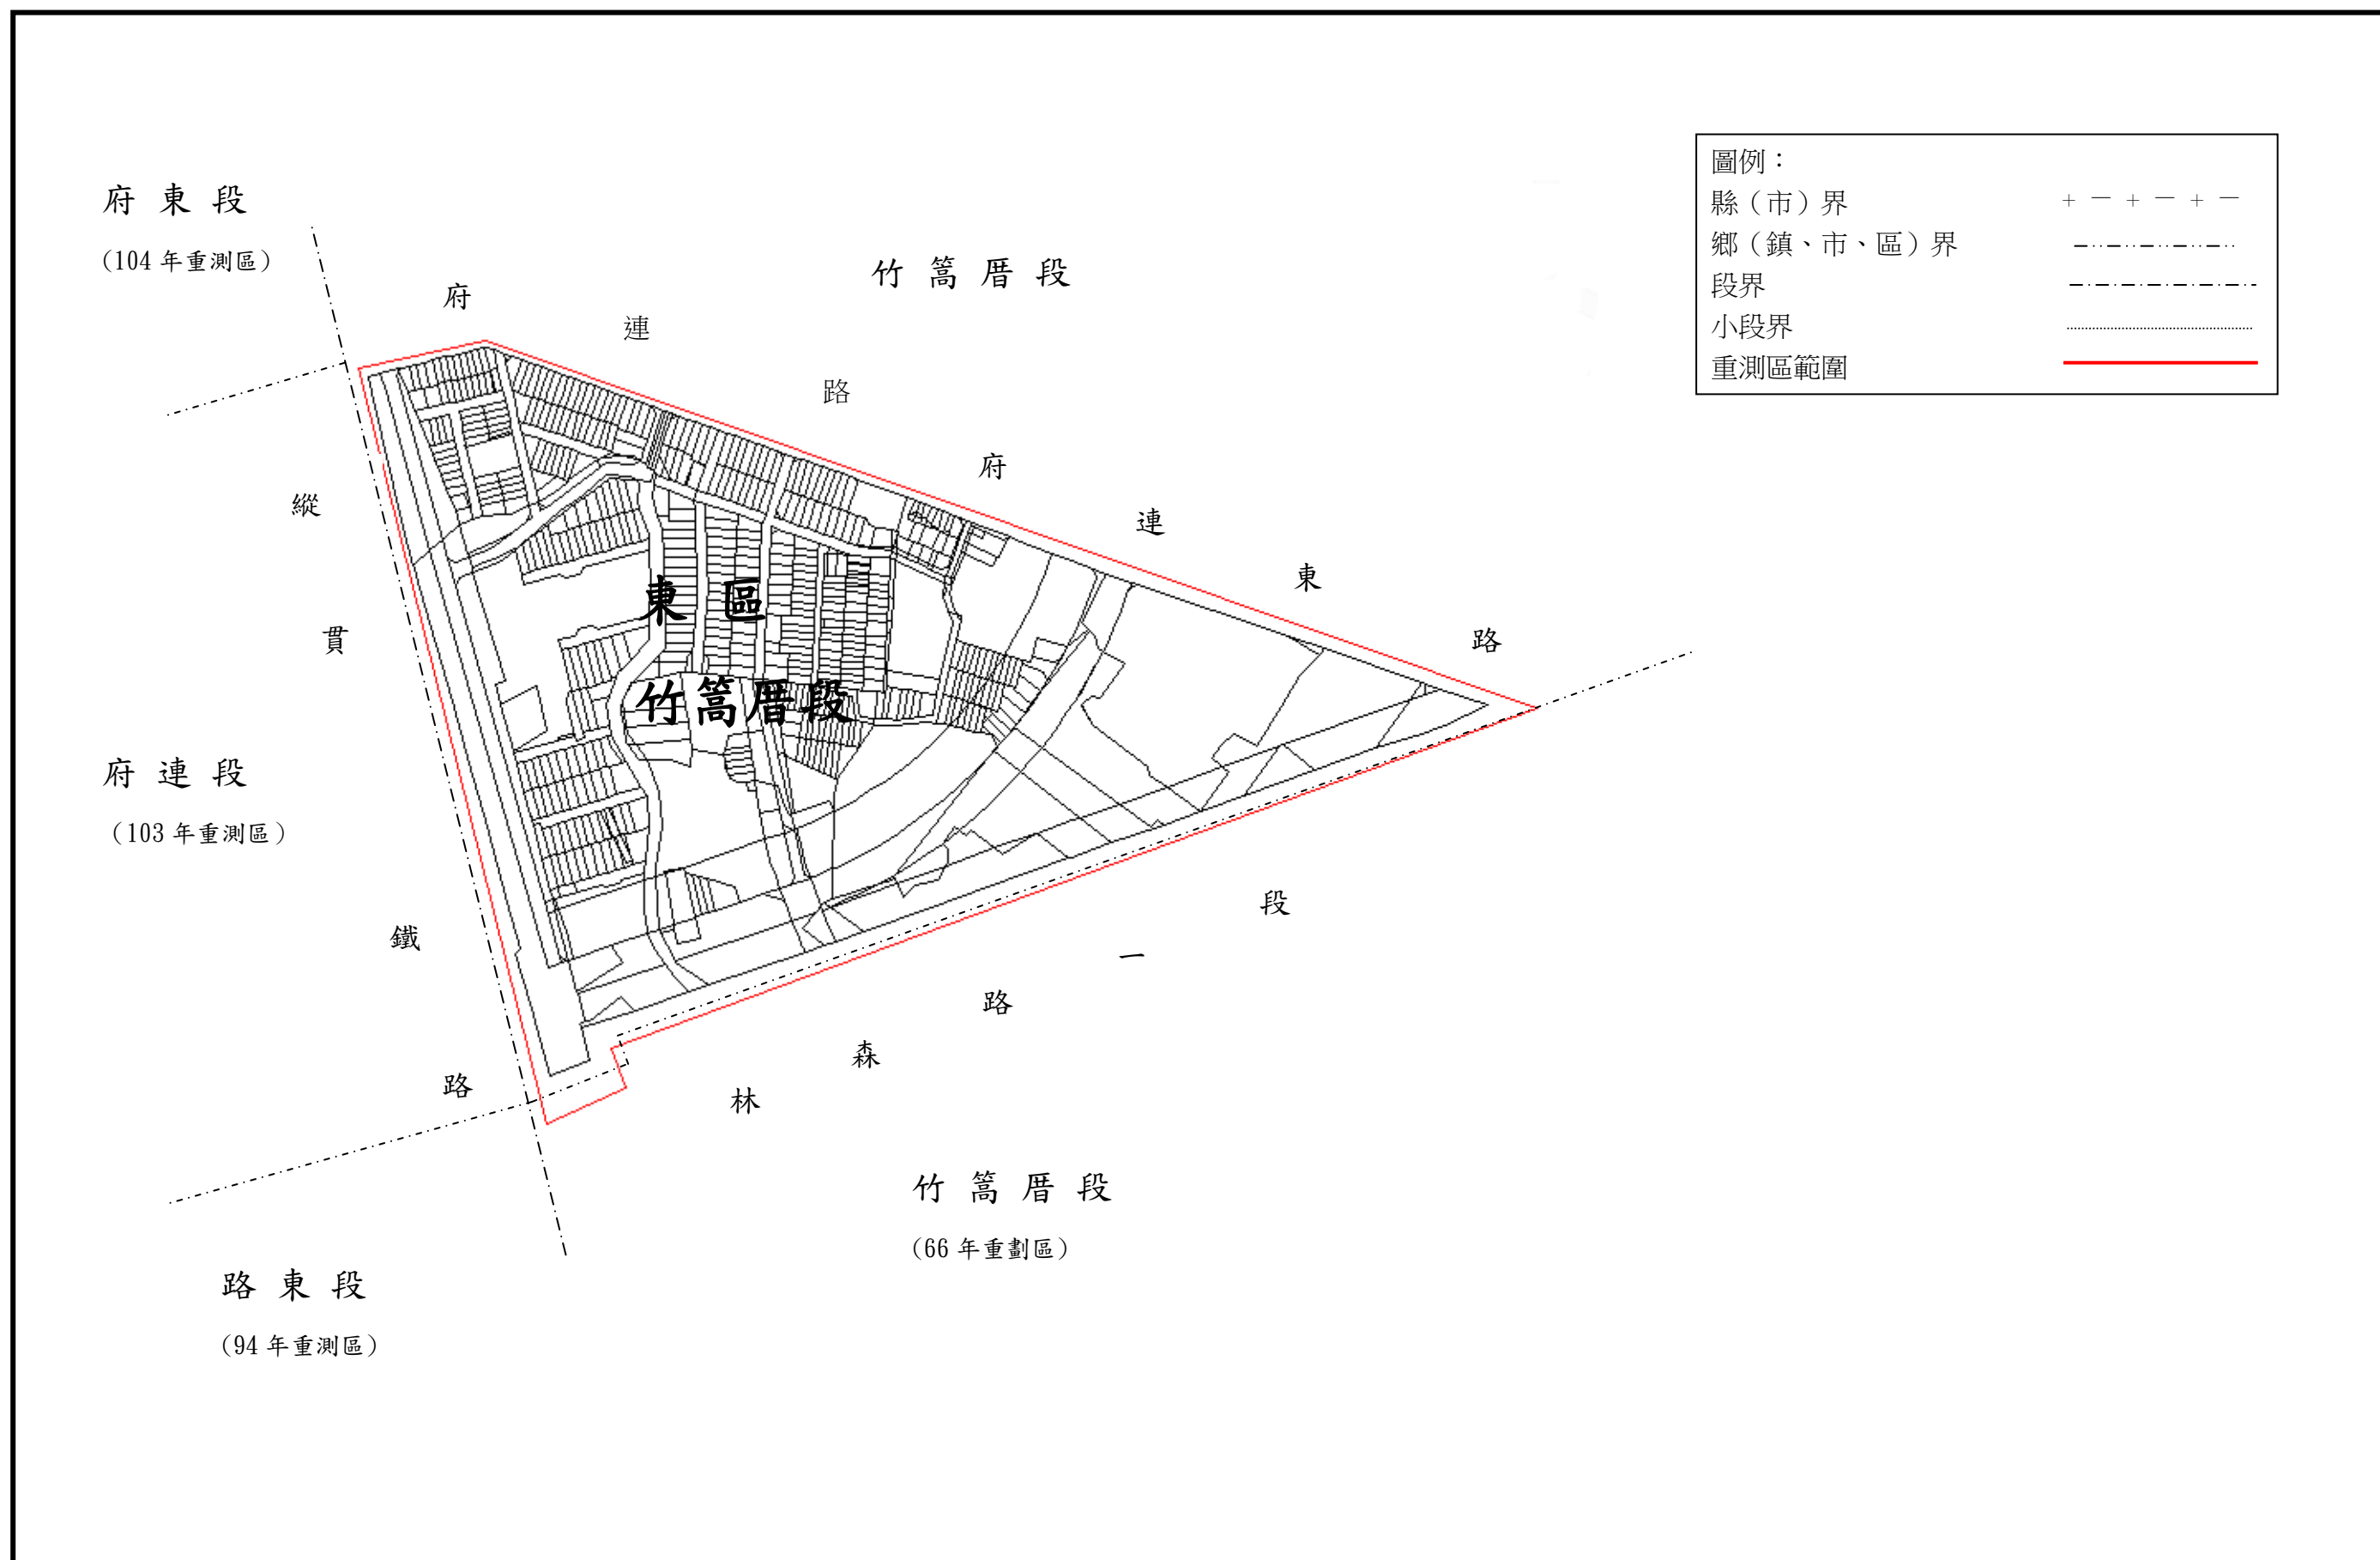 圖例：
縣（市）界
鄉（鎮、市、區）界
段界
小段界
重測區範圍
府東段
(104 年重測區)
竹篙厝段
府連路
府連東路
縱貫鐵路
東區
竹篙厝段
府連段
(103 年重測區)
林森路一段
竹篙厝段
(66 年重劃區)
路東段
(94 年重測區)